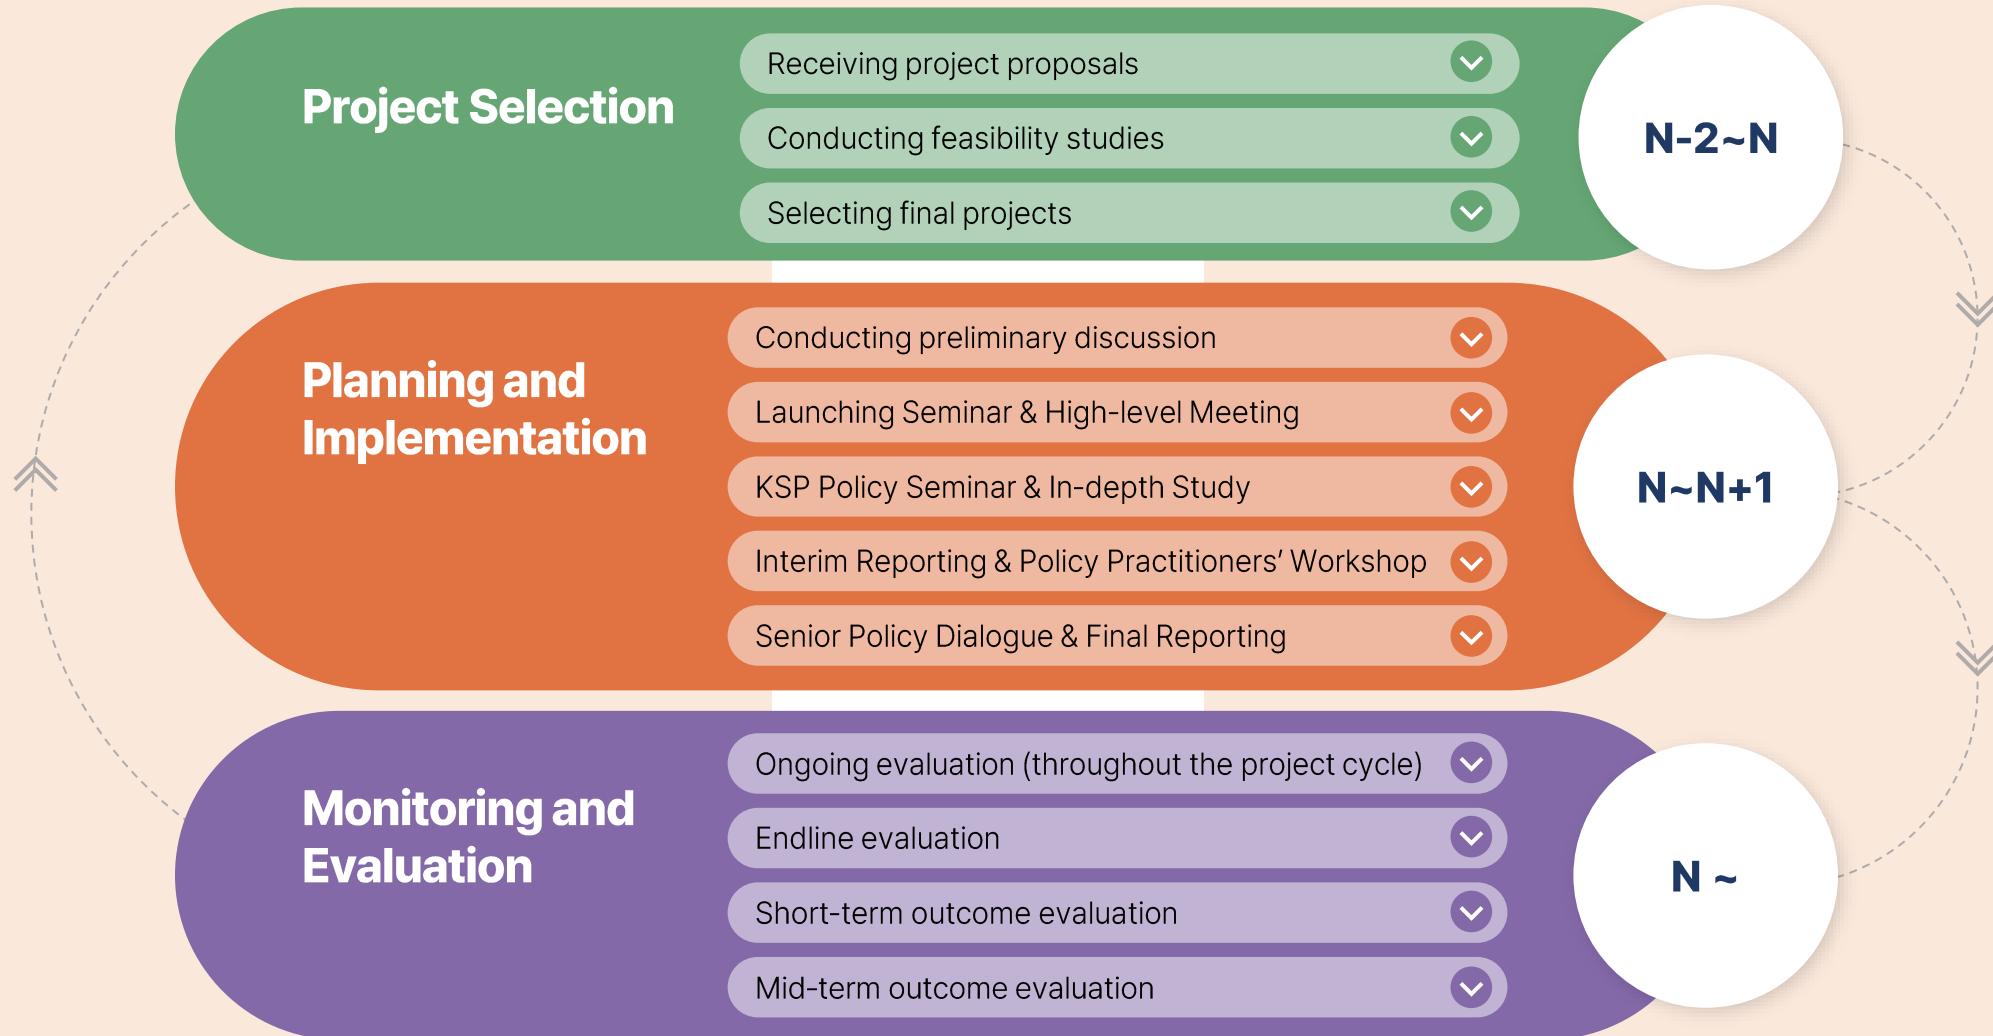 Project Selection
Receiving project proposals
Conducting feasibility studies
Selecting final projects
N-2~N
Planning and
Implementation
Conducting preliminary discussion
Launching Seminar & High-level Meeting
KSP Policy Seminar & In-depth Study
Interim Reporting & Policy Practitioners’ Workshop
Senior Policy Dialogue & Final Reporting
N~N+1
Monitoring and
Evaluation
Ongoing evaluation (throughout the project cycle)
Endline evaluation
Short-term outcome evaluation
Mid-term outcome evaluation
N ~